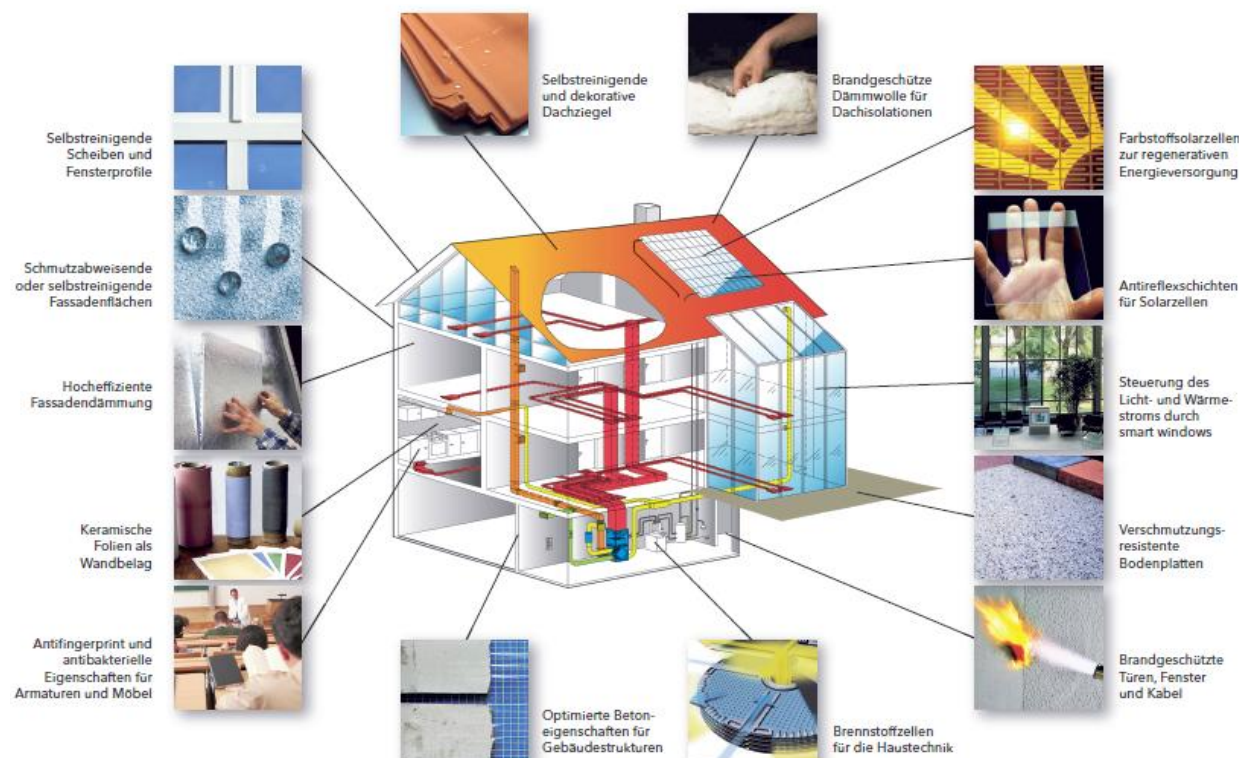 Selbstreinigende
und dekorative
Dachziegel
Brandgeschütze
Dämmwolle für
Dachisolationen
Selbstreinigende
Scheiben und
Fensterprofile
Schmutzabweisende
oder selbstreinigende
Fassadenflächen
Hocheffiziente
Fassadendämmung
Keramische
Folien als
Wandbelag
Antifingerprint und
antibakterielle
Eigenschaften für
Armaturen und Möbel
Farbstoffsolarzellen
zur regenerativen
Energieversorgung
Antireflexschichten
für Solarzellen
Steuerung des
Licht- und Wärme-
stroms durch
smart windows
Verschmutzungs-
resistente
Bodenplatten
Brandgeschützte
Türen, Fenster
und Kabel
Optimierte Beton-
eigenschaften für
Gebäudestrukturen
Brennstoffzellen
für die Haustechnik